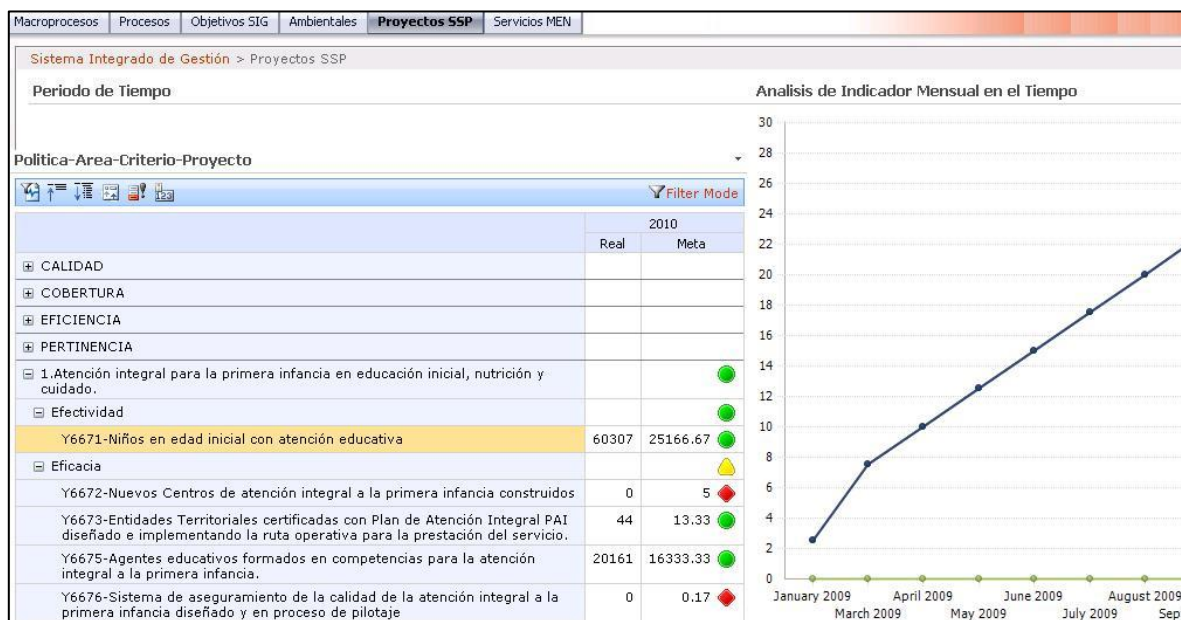 Macroprocesos Procesos Objetivos SIG Ambientales Proyectos SSP Servicios MEN
Sistema Integrado de Gestión > Proyectos SSP
Periodo de Tiempo
Politica-Area-Criterio-Proyecto
Filter Mode
2010
Real Meta
CALIDAD
COBERTURA
EFICIENCIA
PERTINENCIA
1.Atención integral para la primera infancia en educación inicial, nutrición y
cuidado.
Efectividad
Y6671-Niños en edad inicial con atención educativa 60307 25166.67
Eficacia
Y6672-Nuevos Centros de atención integral a la primera infancia construidos 0 5
Y6673-Entidades Territoriales certificadas con Plan de Atención Integral PAI 44 13.33
diseñado e implementando la ruta operativa para la prestación del servicio.
Y6675-Agentes educativos formados en competencias para la atención 20161 16333.33
integral a la primera infancia.
Y6676-Sistema de aseguramiento de la calidad de la atención integral a la 0 0.17
primera infancia diseñado y en proceso de pilotaje
Analisis de Indicador Mensual en el Tiempo
30
28
26
24
22
20
18
16
14
12
10
8
6
4
2
0
January 2009 April 2009 June 2009 August 2009
March 2009 May 2009 July 2009 Sep